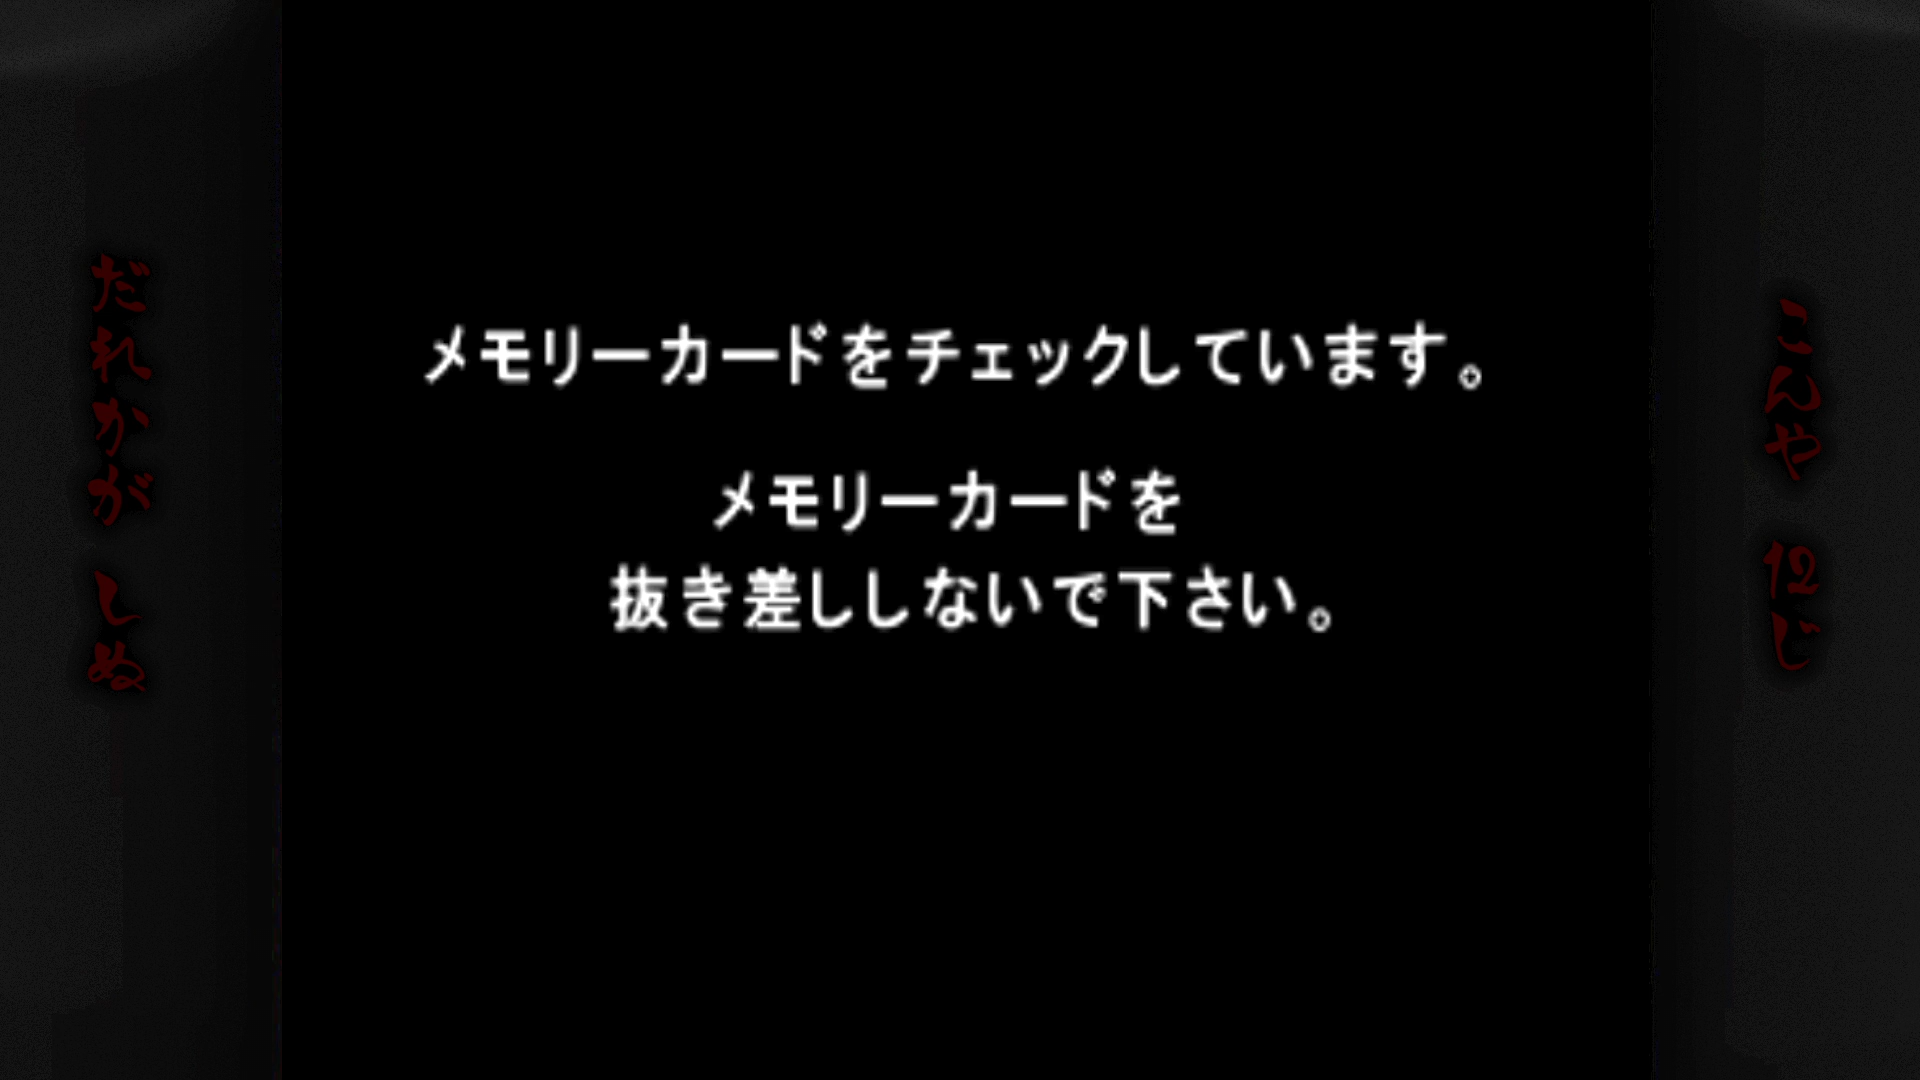 メモリーカードをチェックしています。
メモリーカードを
抜き差ししないで下さい。
こんや 12じ
だれかが しぬ